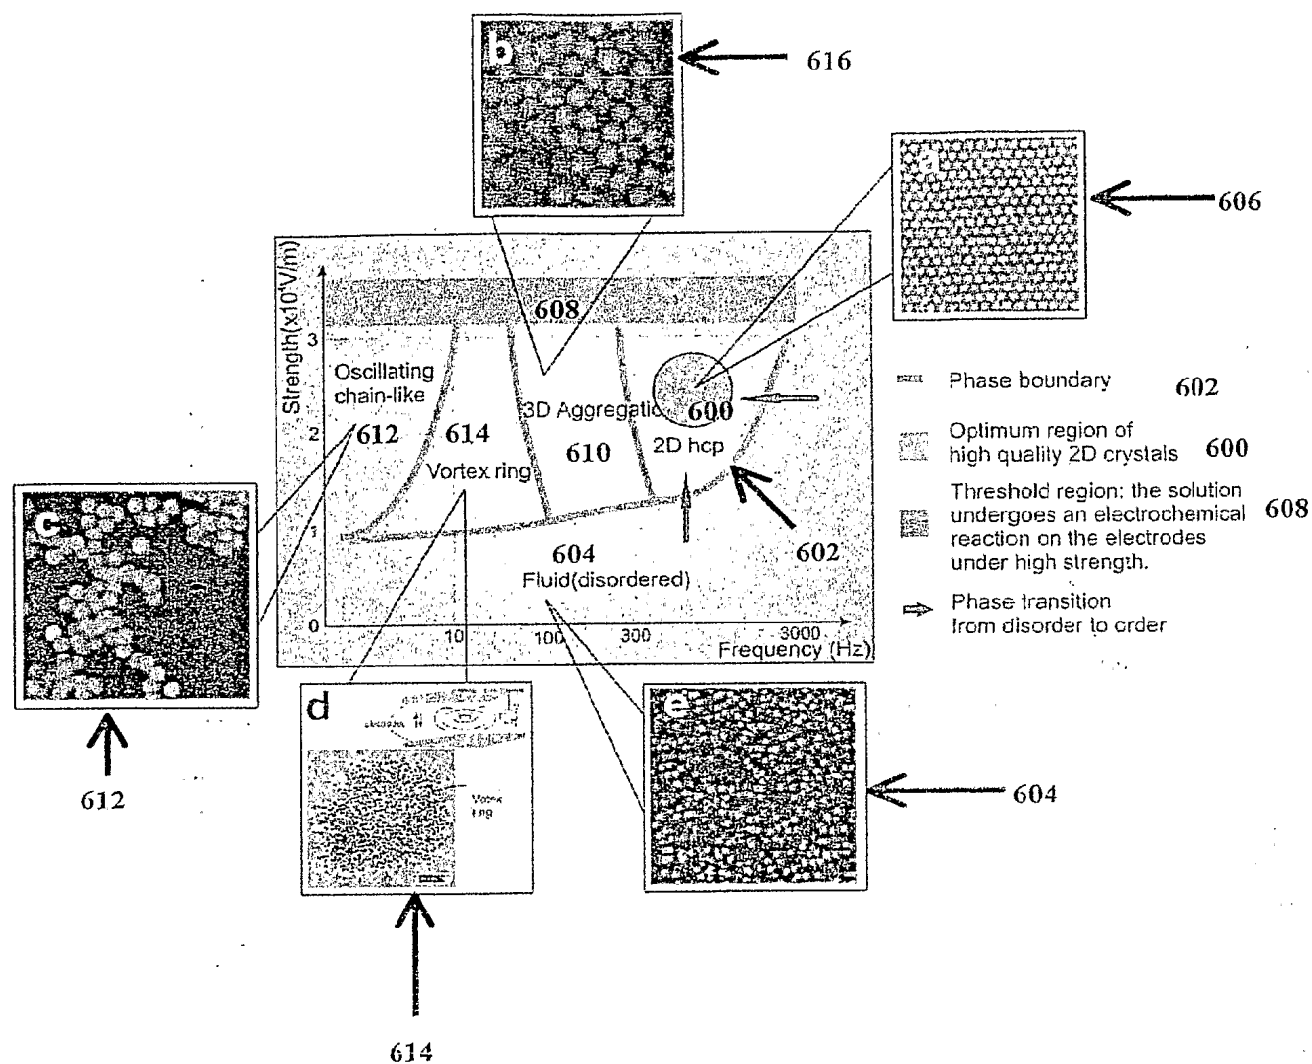 b
616
a
606
Strength(x10⁴V/m)
3
2
1
0
608
Oscillating
chain-like
612
614
Vortex ring
3D Aggregatio
610
600
2D hcp
602
604
Fluid(disordered)
10
100
300
3000
Frequency (Hz)
Phase boundary 602
Optimum region of
high quality 2D crystals 600
Threshold region: the solution
undergoes an electrochemical 608
reaction on the electrodes
under high strength.
Phase transition
from disorder to order
c
612
d
ring
614
e
604